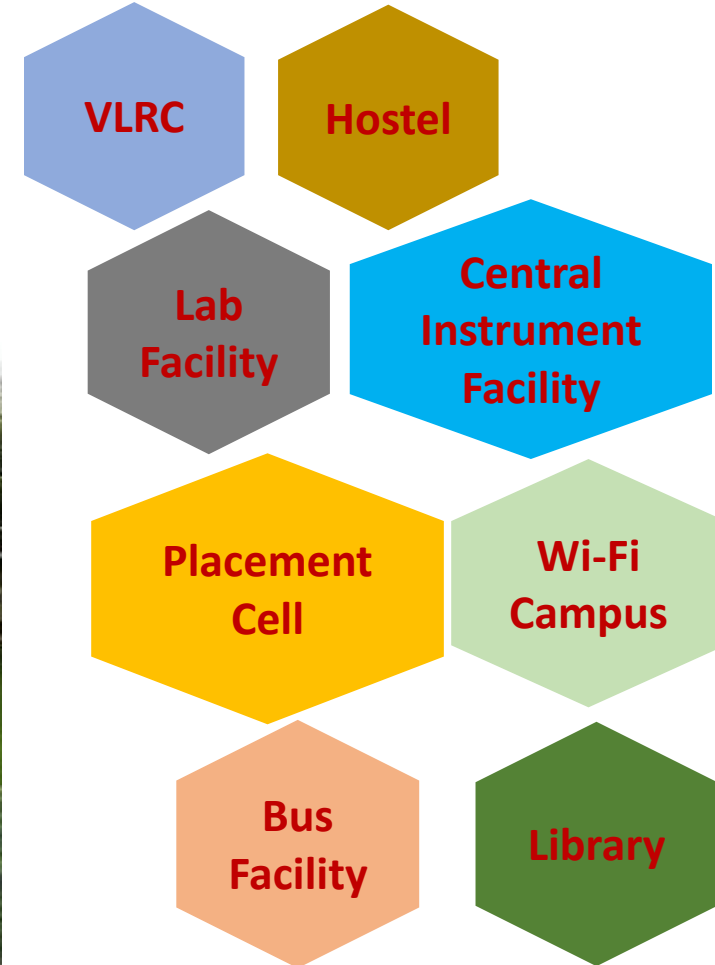 VLRC
Hostel
Lab
Facility
Central
Instrument
Facility
Placement
Cell
Wi-Fi
Campus
Bus
Facility
Library